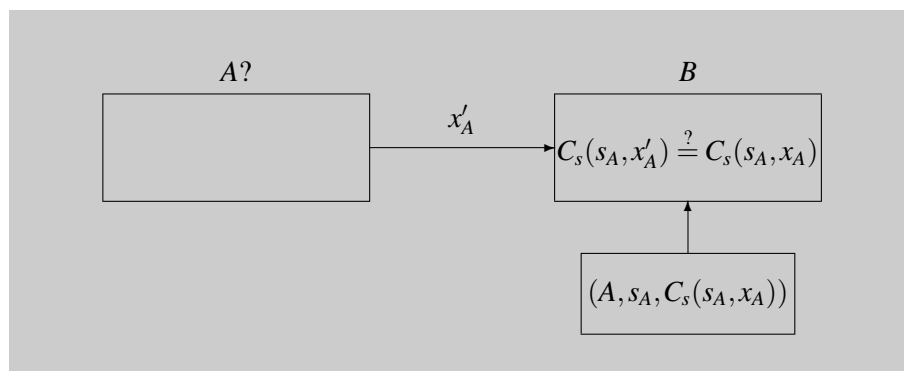 A?
B
x′_A
C_s(s_A, x′_A) ≟ C_s(s_A, x_A)
(A, s_A, C_s(s_A, x_A))